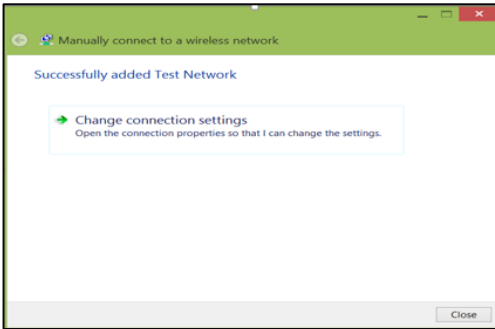 Manually connect to a wireless network
Successfully added Test Network
Change connection settings
Open the connection properties so that I can change the settings.
Close